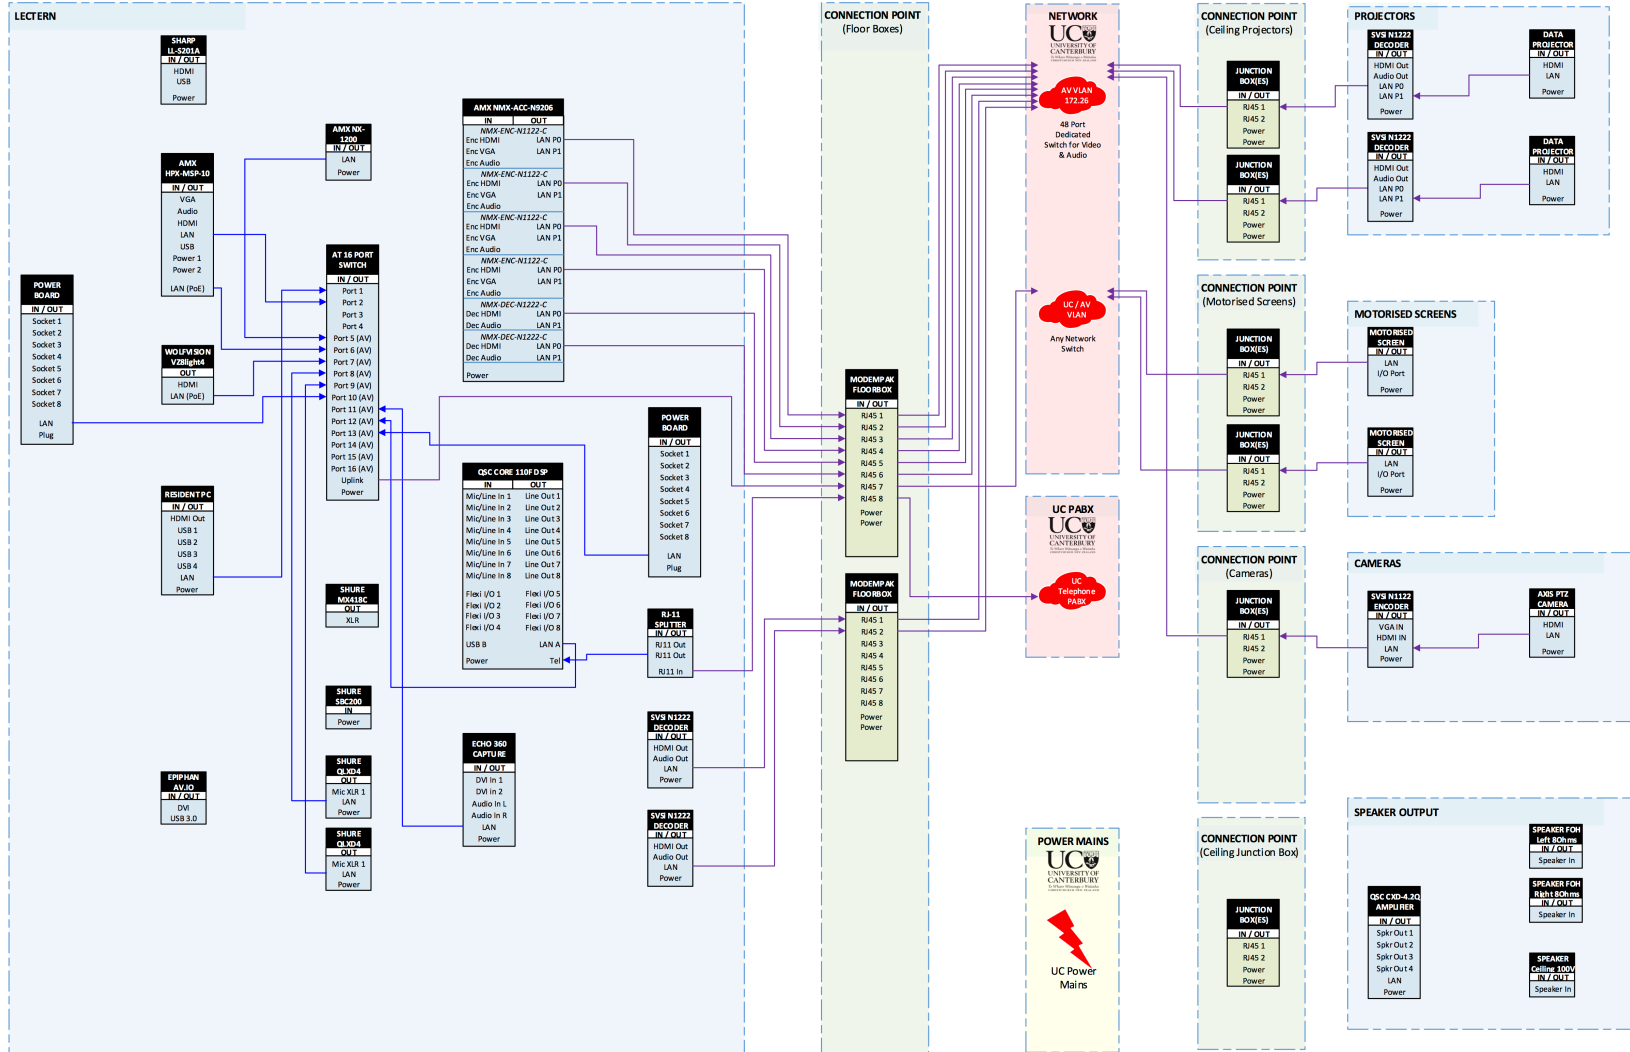 LECTERN
SHARP
LL-S201A
IN / OUT
HDMI
USB
Power
AMX NX-
1200
IN / OUT
LAN
Power
AMX
HPX-MSP-10
IN / OUT
VGA
Audio
HDMI
LAN
USB
Power 1
Power 2
LAN (PoE)
POWER
BOARD
IN / OUT
Socket 1
Socket 2
Socket 3
Socket 4
Socket 5
Socket 6
Socket 7
Socket 8
LAN
Plug
WOLFVISION
VZ8light4
OUT
HDMI
LAN (PoE)
RESIDENT PC
IN / OUT
HDMI Out
USB 1
USB 2
USB 3
USB 4
LAN
Power
EPIPHAN
AV.IO
IN / OUT
DVI
USB 3.0
AT 16 PORT
SWITCH
IN / OUT
Port 1
Port 2
Port 3
Port 4
Port 5 (AV)
Port 6 (AV)
Port 7 (AV)
Port 8 (AV)
Port 9 (AV)
Port 10 (AV)
Port 11 (AV)
Port 12 (AV)
Port 13 (AV)
Port 14 (AV)
Port 15 (AV)
Port 16 (AV)
Uplink
Power
SHURE
MX418C
OUT
XLR
SHURE
SBC200
IN
Power
SHURE
QLXD4
OUT
Mic XLR 1
LAN
Power
SHURE
QLXD4
OUT
Mic XLR 1
LAN
Power
AMX NMX-ACC-N9206
IN OUT
NMX-ENC-N1122-C
Enc HDMI LAN P0
Enc VGA LAN P1
Enc Audio
NMX-ENC-N1122-C
Enc HDMI LAN P0
Enc VGA LAN P1
Enc Audio
NMX-ENC-N1122-C
Enc HDMI LAN P0
Enc VGA LAN P1
Enc Audio
NMX-ENC-N1122-C
Enc HDMI LAN P0
Enc VGA LAN P1
Enc Audio
NMX-DEC-N1222-C
Dec HDMI LAN P0
Dec Audio LAN P1
NMX-DEC-N1222-C
Dec HDMI LAN P0
Dec Audio LAN P1
Power
QSC CORE 110F DSP
IN OUT
Mic/Line In 1 Line Out 1
Mic/Line In 2 Line Out 2
Mic/Line In 3 Line Out 3
Mic/Line In 4 Line Out 4
Mic/Line In 5 Line Out 5
Mic/Line In 6 Line Out 6
Mic/Line In 7 Line Out 7
Mic/Line In 8 Line Out 8
Flexi I/O 1 Flexi I/O 5
Flexi I/O 2 Flexi I/O 6
Flexi I/O 3 Flexi I/O 7
Flexi I/O 4 Flexi I/O 8
USB B LAN A
Power Tel
ECHO 360
CAPTURE
IN / OUT
DVI In 1
DVI in 2
Audio In L
Audio In R
LAN
Power
POWER
BOARD
IN / OUT
Socket 1
Socket 2
Socket 3
Socket 4
Socket 5
Socket 6
Socket 7
Socket 8
LAN
Plug
RJ-11
SPLITTER
IN / OUT
RJ11 Out
RJ11 Out
RJ11 In
SVSI N1222
DECODER
IN / OUT
HDMI Out
Audio Out
LAN
Power
SVSI N1222
DECODER
IN / OUT
HDMI Out
Audio Out
LAN
Power
CONNECTION POINT
(Floor Boxes)
MODEMPAK
FLOORBOX
IN / OUT
RJ45 1
RJ45 2
RJ45 3
RJ45 4
RJ45 5
RJ45 6
RJ45 7
RJ45 8
Power
Power
MODEMPAK
FLOORBOX
IN / OUT
RJ45 1
RJ45 2
RJ45 3
RJ45 4
RJ45 5
RJ45 6
RJ45 7
RJ45 8
Power
Power
NETWORK
UC
UNIVERSITY OF
CANTERBURY
AV VLAN
172.26
48 Port
Dedicated
Switch for Video
& Audio
UC / AV
VLAN
Any Network
Switch
UC PABX
UC
UNIVERSITY OF
CANTERBURY
UC
Telephone
PABX
POWER MAINS
UC
UNIVERSITY OF
CANTERBURY
UC Power
Mains
CONNECTION POINT
(Ceiling Projectors)
JUNCTION
BOX(ES)
IN / OUT
RJ45 1
RJ45 2
Power
Power
JUNCTION
BOX(ES)
IN / OUT
RJ45 1
RJ45 2
Power
Power
CONNECTION POINT
(Motorised Screens)
JUNCTION
BOX(ES)
IN / OUT
RJ45 1
RJ45 2
Power
Power
JUNCTION
BOX(ES)
IN / OUT
RJ45 1
RJ45 2
Power
Power
CONNECTION POINT
(Cameras)
JUNCTION
BOX(ES)
IN / OUT
RJ45 1
RJ45 2
Power
Power
CONNECTION POINT
(Ceiling Junction Box)
JUNCTION
BOX(ES)
IN / OUT
RJ45 1
RJ45 2
Power
Power
PROJECTORS
SVSI N1222
DECODER
IN / OUT
HDMI Out
Audio Out
LAN P0
LAN P1
Power
DATA
PROJECTOR
IN / OUT
HDMI
LAN
Power
SVSI N1222
DECODER
IN / OUT
HDMI Out
Audio Out
LAN P0
LAN P1
Power
DATA
PROJECTOR
IN / OUT
HDMI
LAN
Power
MOTORISED SCREENS
MOTORISED
SCREEN
IN / OUT
LAN
I/O Port
Power
MOTORISED
SCREEN
IN / OUT
LAN
I/O Port
Power
CAMERAS
SVSI N1122
ENCODER
IN / OUT
VGA IN
HDMI IN
LAN
Power
AXIS PTZ
CAMERA
IN / OUT
HDMI
LAN
Power
SPEAKER OUTPUT
QSC CXD-4.2Q
AMPLIFIER
IN / OUT
Spkr Out 1
Spkr Out 2
Spkr Out 3
Spkr Out 4
LAN
Power
SPEAKER FOH
Left 8Ohms
IN / OUT
Speaker In
SPEAKER FOH
Right 8Ohms
IN / OUT
Speaker In
SPEAKER
Ceiling 100V
IN / OUT
Speaker In